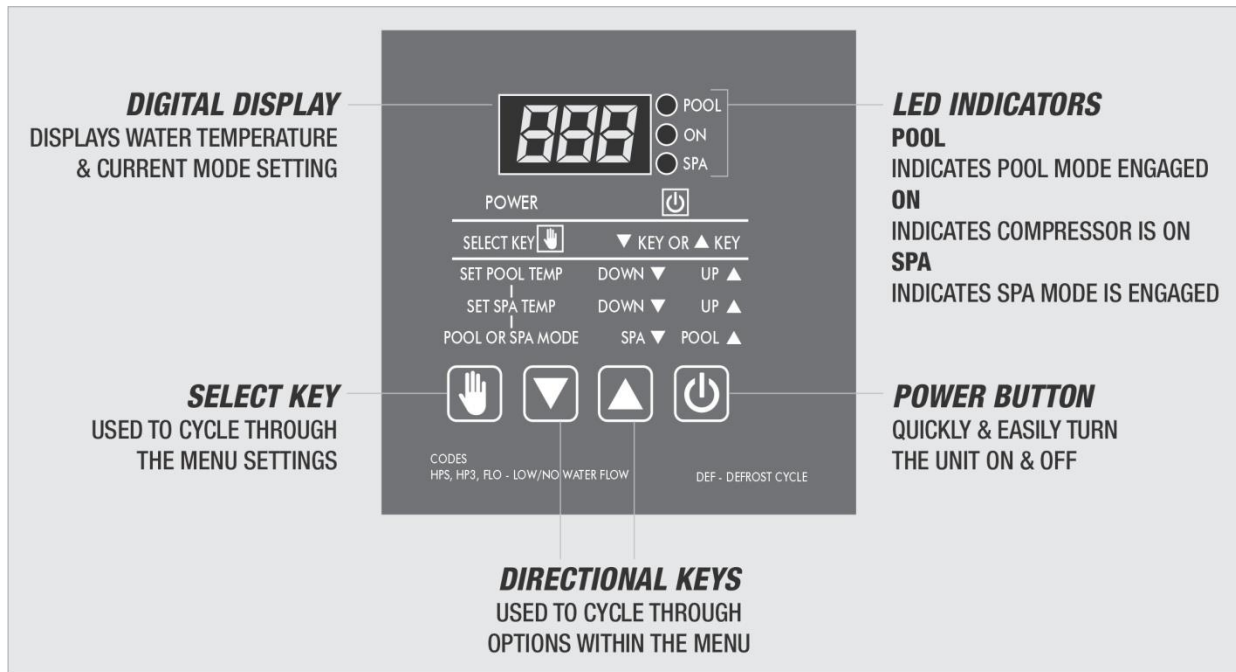 DIGITAL DISPLAY
DISPLAYS WATER TEMPERATURE
& CURRENT MODE SETTING
888
POOL
ON
SPA
LED INDICATORS
POOL
INDICATES POOL MODE ENGAGED
ON
INDICATES COMPRESSOR IS ON
SPA
INDICATES SPA MODE IS ENGAGED
POWER
SELECT KEY ▼ KEY OR ▲ KEY
SET POOL TEMP DOWN ▼ UP ▲
SET SPA TEMP DOWN ▼ UP ▲
POOL OR SPA MODE SPA ▼ POOL ▲
SELECT KEY
USED TO CYCLE THROUGH
THE MENU SETTINGS
POWER BUTTON
QUICKLY & EASILY TURN
THE UNIT ON & OFF
CODES
HPS, HP3, FLO - LOW/NO WATER FLOW DEF - DEFROST CYCLE
DIRECTIONAL KEYS
USED TO CYCLE THROUGH
OPTIONS WITHIN THE MENU